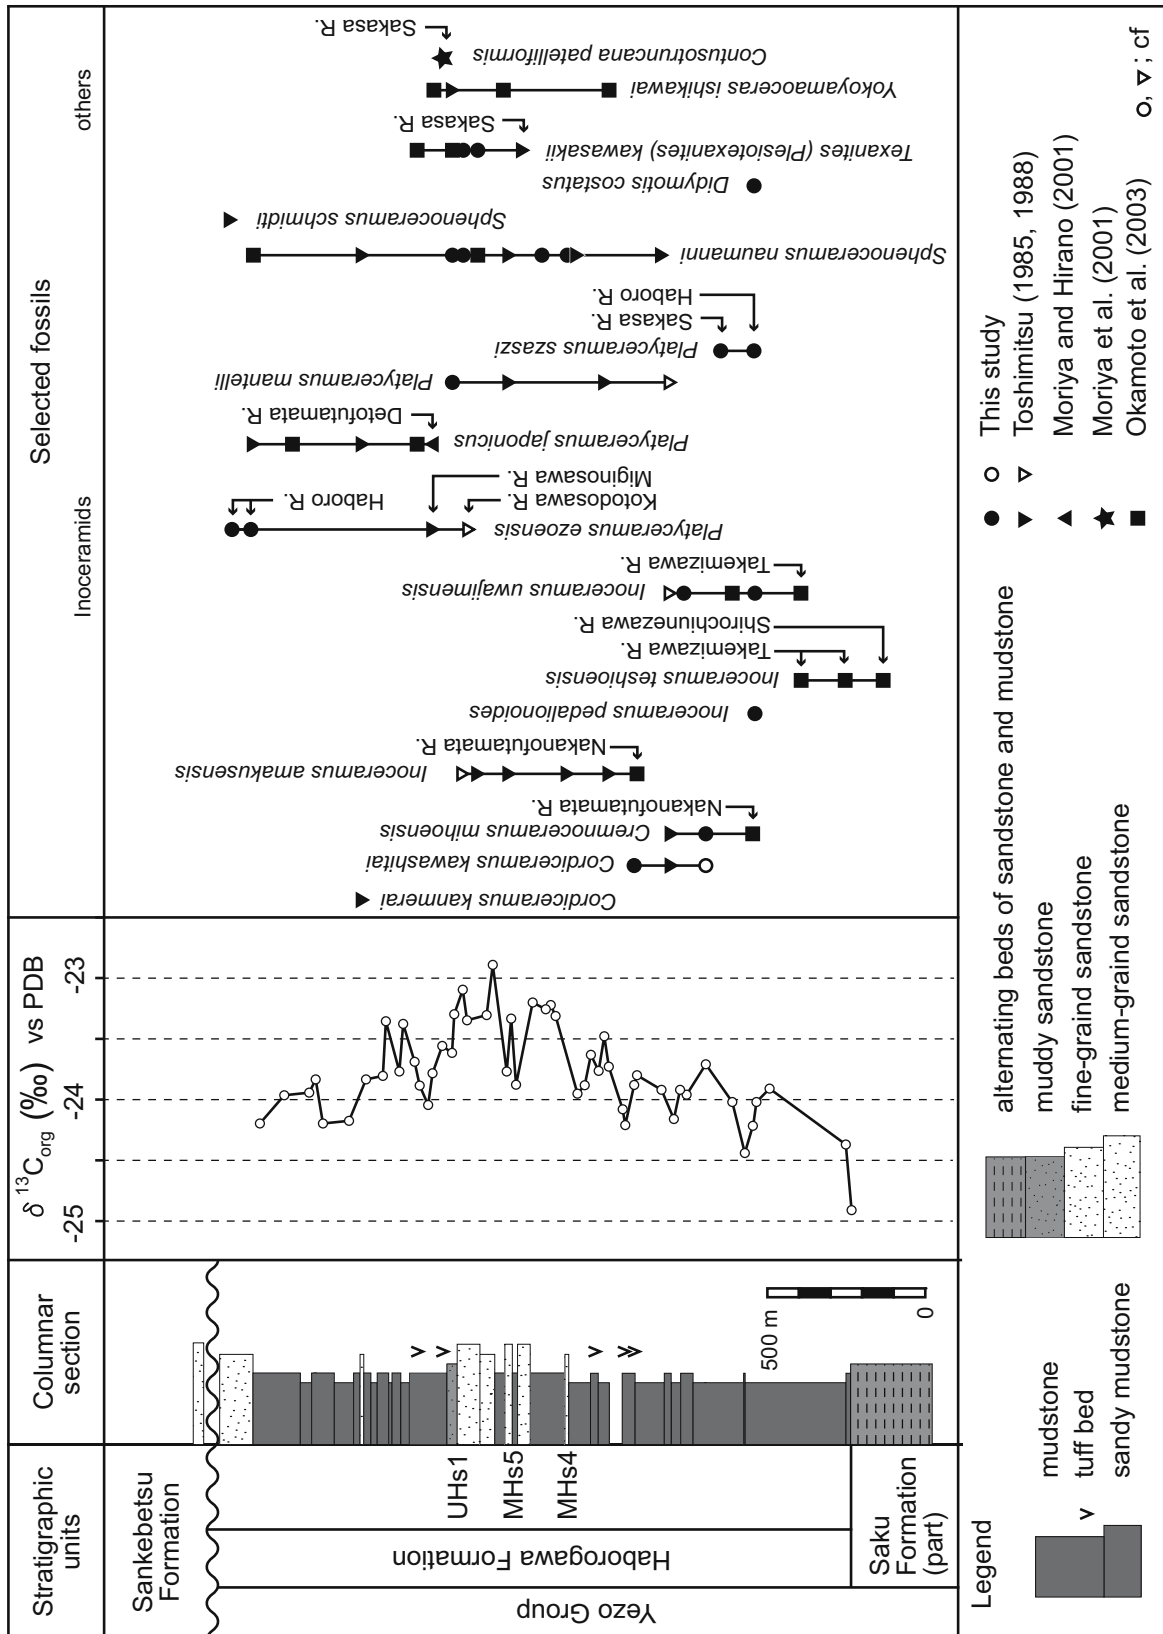 Stratigraphic
units
Columnar
section
δ 13Corg (‰) vs PDB
Selected fossils
Inoceramids
others
-25
-24
-23
Sankebetsu
Formation
Yezo Group
Haborogawa Formation
Saku
Formation
(part)
UHs1
MHs5
MHs4
500 m
0
Cordiceramus kanmerai
Cordiceramus kawashitai
Cremnoceramus mihoensis
Nakanofutamata R.
Inoceramus amakusensis
Nakanofutamata R.
Inoceramus pedalionoides
Inoceramus teshioensis
Takemizawa R.
Shirochiunezawa R.
Inoceramus uwajimensis
Takemizawa R.
Platyceramus ezoensis
Haboro R.
Kotodosawa R.
Miginosawa R.
Platyceramus japonicus
Detofutamata R.
Platyceramus mantelli
Platyceramus szaszi
Sakasa R.
Haboro R.
Sphenoceramus naumanni
Sphenoceramus schmidti
Didymotis costatus
Texanites (Plesiotexanites) kawasakii
Sakasa R.
Yokoyamaoceras ishikawai
Contusotruncana patelliformis
Sakasa R.
Legend
mudstone
tuff bed
sandy mudstone
alternating beds of sandstone and mudstone
muddy sandstone
fine-graind sandstone
medium-graind sandstone
This study
Toshimitsu (1985, 1988)
Moriya and Hirano (2001)
Moriya et al. (2001)
Okamoto et al. (2003)
; cf